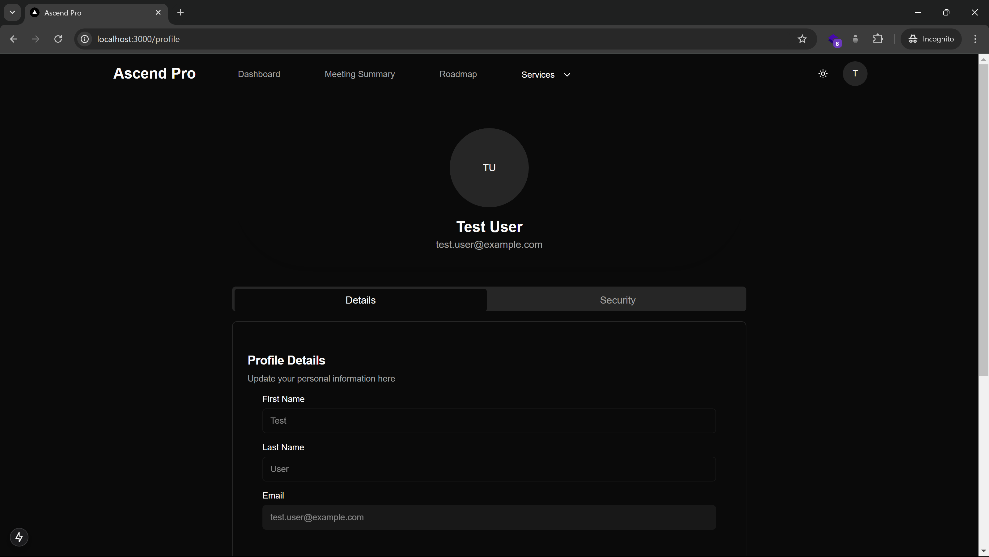 Ascend Pro
localhost:3000/profile
8
Incognito
Ascend Pro
Dashboard
Meeting Summary
Roadmap
Services
T
TU
Test User
test.user@example.com
Details
Security
Profile Details
Update your personal information here
First Name
Test
Last Name
User
Email
test.user@example.com